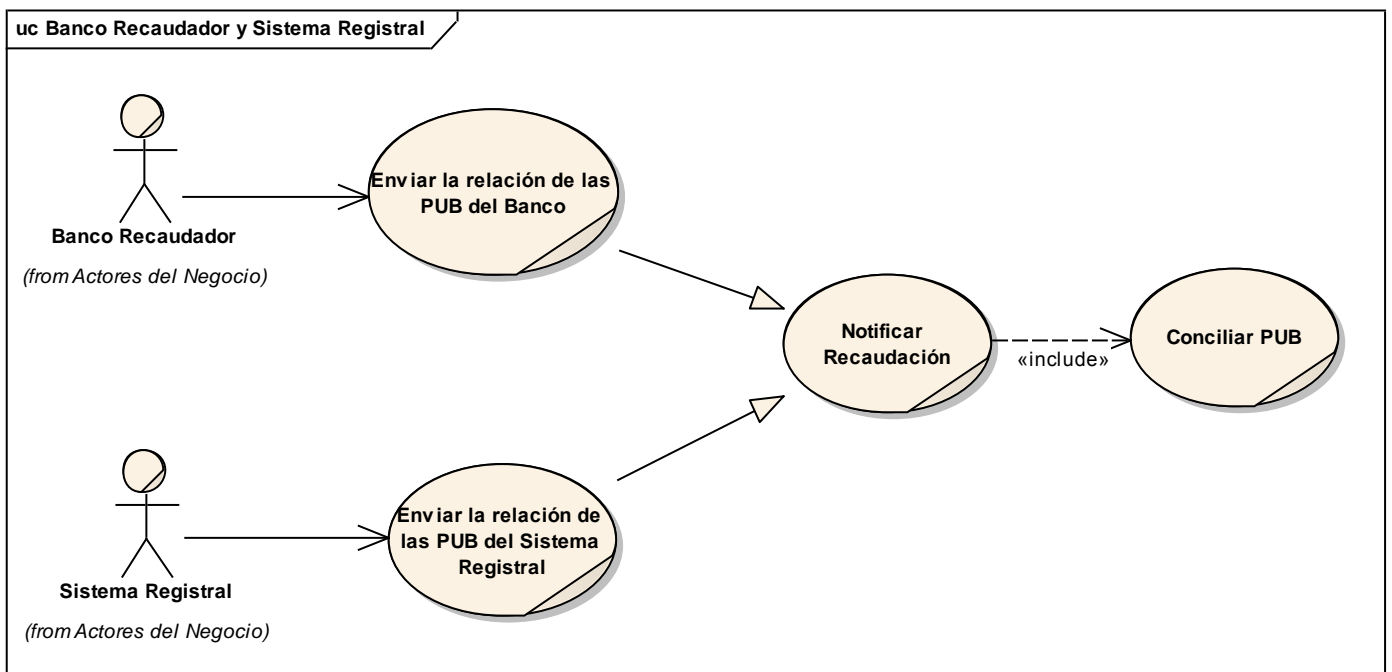 uc Banco Recaudador y Sistema Registral
Banco Recaudador
(from Actores del Negocio)
Enviar la relación de las
PUB del Banco
Notificar
Recaudación
«include»
Conciliar PUB
Sistema Registral
(from Actores del Negocio)
Enviar la relación de
las PUB del Sistema
Registral